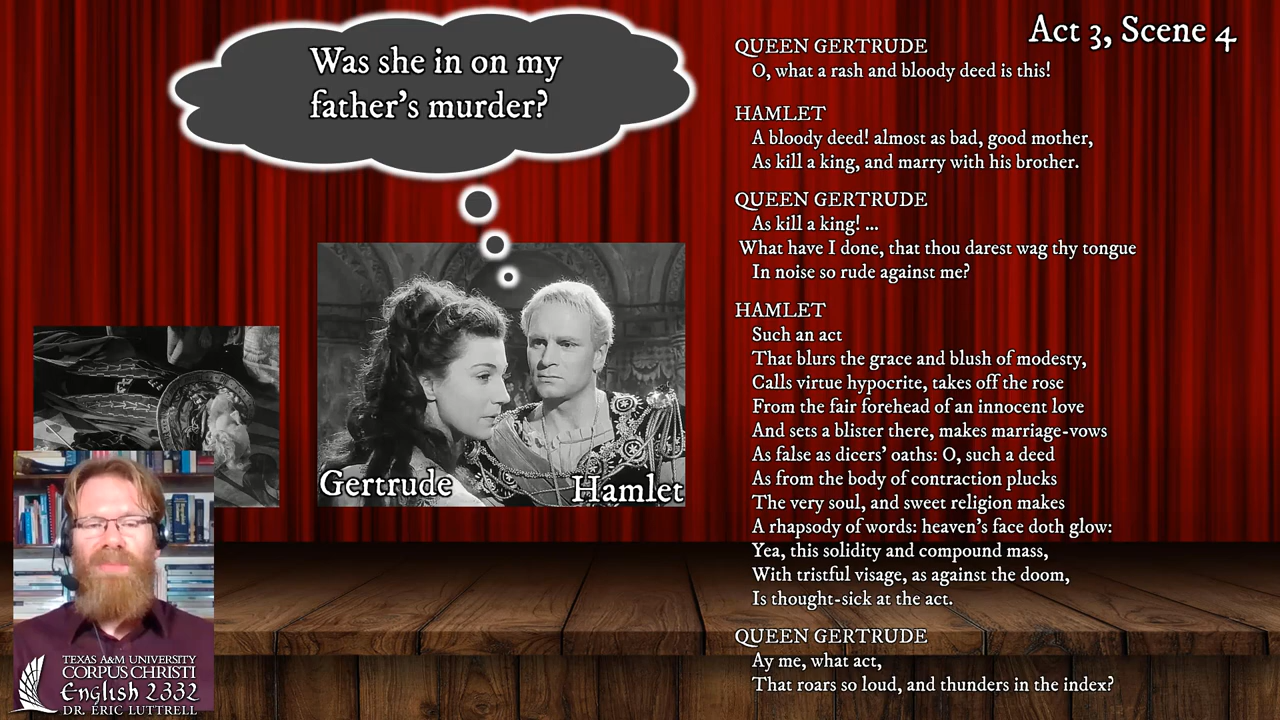 Was she in on my
father's murder?
Gertrude
Hamlet
TEXAS A&M UNIVERSITY
CORPUS CHRISTI
English 2332
DR. ERIC LUTTRELL
Act 3, Scene 4
QUEEN GERTRUDE
O, what a rash and bloody deed is this!
HAMLET
A bloody deed! almost as bad, good mother,
As kill a king, and marry with his brother.
QUEEN GERTRUDE
As kill a king! ...
What have I done, that thou darest wag thy tongue
In noise so rude against me?
HAMLET
Such an act
That blurs the grace and blush of modesty,
Calls virtue hypocrite, takes off the rose
From the fair forehead of an innocent love
And sets a blister there, makes marriage-vows
As false as dicers' oaths: O, such a deed
As from the body of contraction plucks
The very soul, and sweet religion makes
A rhapsody of words: heaven's face doth glow:
Yea, this solidity and compound mass,
With tristful visage, as against the doom,
Is thought-sick at the act.
QUEEN GERTRUDE
Ay me, what act,
That roars so loud, and thunders in the index?